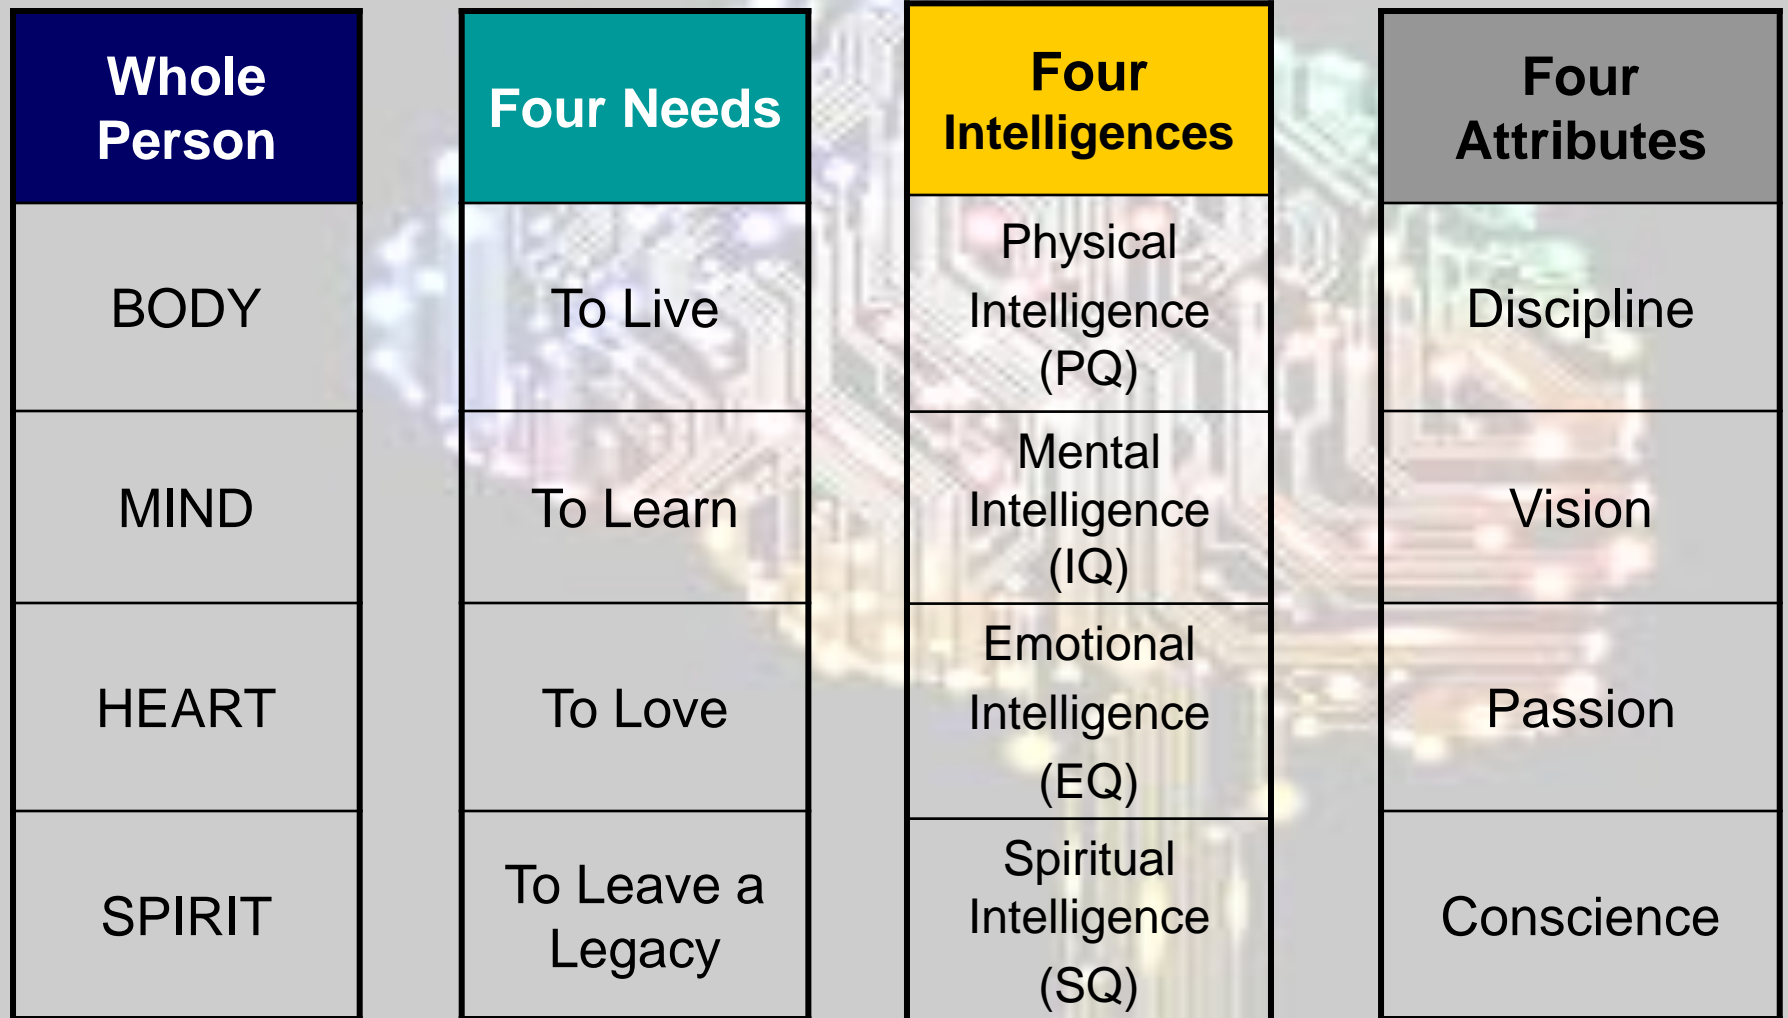 Whole
Person
Four Needs
Four
Intelligences
Four
Attributes
BODY
To Live
Physical
Intelligence
(PQ)
Discipline
MIND
To Learn
Mental
Intelligence
(IQ)
Vision
HEART
To Love
Emotional
Intelligence
(EQ)
Passion
SPIRIT
To Leave a
Legacy
Spiritual
Intelligence
(SQ)
Conscience